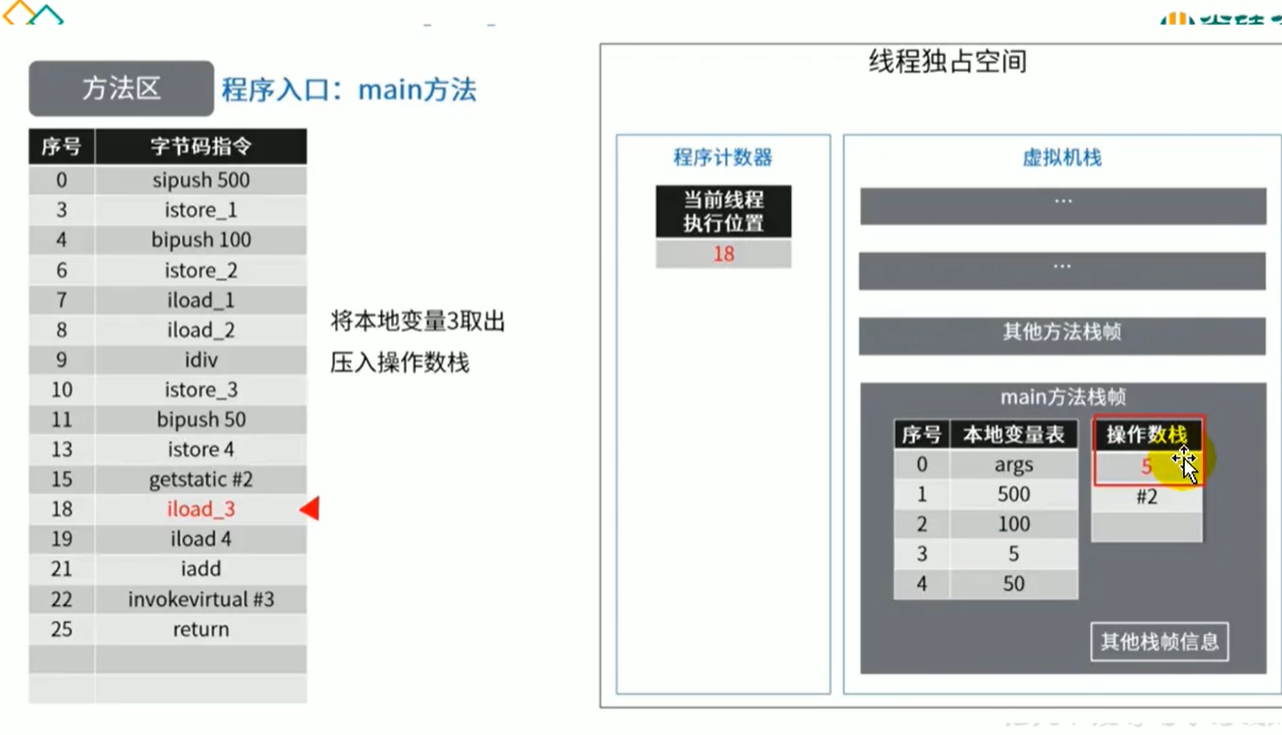 线程独占空间
方法区
程序入口：main方法
序号 字节码指令
0 sipush 500
3 istore_1
4 bipush 100
6 istore_2
7 iload_1
8 iload_2
9 idiv
10 istore_3
11 bipush 50
13 istore 4
15 getstatic #2
18 iload_3
19 iload 4
21 iadd
22 invokevirtual #3
25 return
将本地变量3取出
压入操作数栈
程序计数器
当前线程
执行位置
18
虚拟机栈
...
...
其他方法栈帧
main方法栈帧
序号 本地变量表
0 args
1 500
2 100
3 5
4 50
操作数栈
5
#2
其他栈帧信息